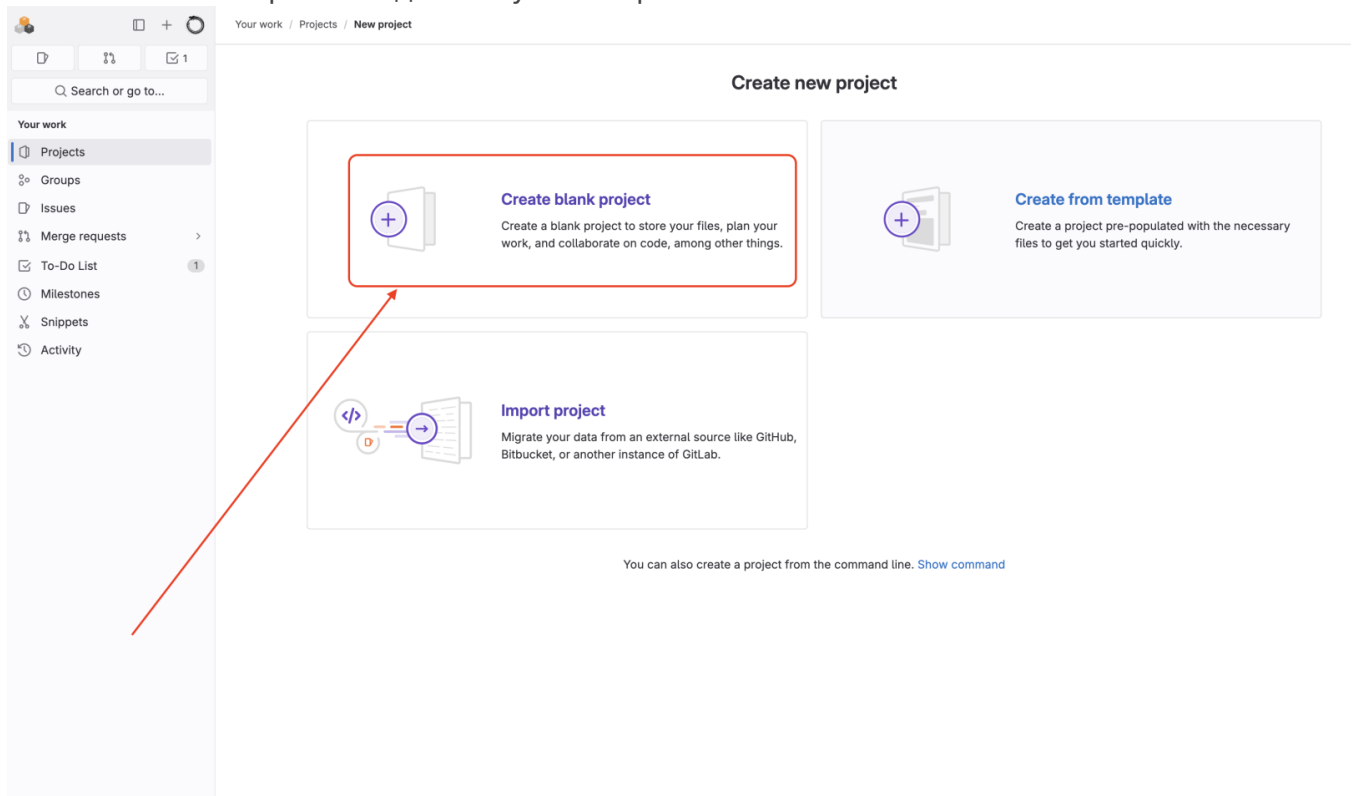 Your work / Projects / New project
1
Search or go to...
Your work
Projects
Groups
Issues
Merge requests
To-Do List 1
Milestones
Snippets
Activity
Create new project
Create blank project
Create a blank project to store your files, plan your
work, and collaborate on code, among other things.
Create from template
Create a project pre-populated with the necessary
files to get you started quickly.
Import project
Migrate your data from an external source like GitHub,
Bitbucket, or another instance of GitLab.
You can also create a project from the command line. Show command